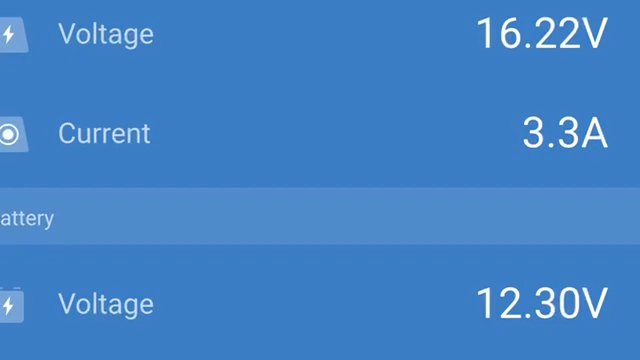 Voltage 16.22V
Current 3.3A
attery
Voltage 12.30V